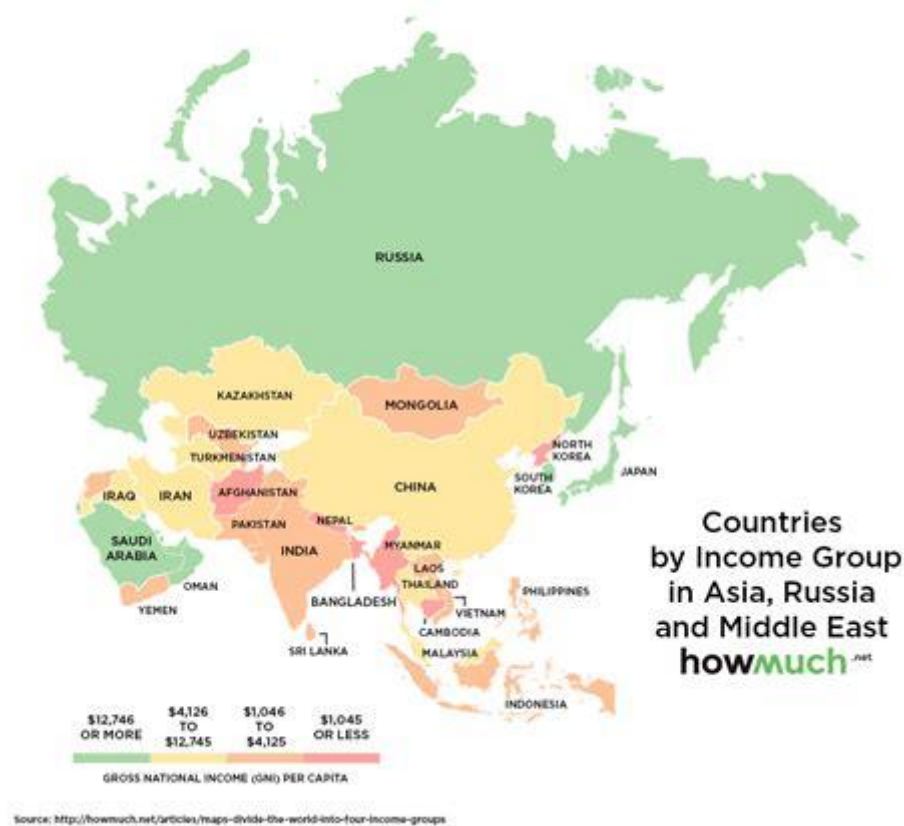 RUSSIA
KAZAKHSTAN
MONGOLIA
UZBEKISTAN
NORTH
KOREA
TURKMENISTAN
JAPAN
SOUTH
KOREA
CHINA
AFGHANISTAN
IRAQ
IRAN
PAKISTAN
NEPAL
INDIA
MYANMAR
SAUDI
ARABIA
LAOS
THAILAND
OMAN
PHILIPPINES
BANGLADESH
VIETNAM
YEMEN
CAMBODIA
SRI LANKA
MALAYSIA
INDONESIA
Countries
by Income Group
in Asia, Russia
and Middle East
howmuch.net
$12,746
OR MORE
$4,126
TO
$12,745
$1,046
TO
$4,125
$1,045
OR LESS
GROSS NATIONAL INCOME (GNI) PER CAPITA
Source: http://howmuch.net/articles/maps-divide-the-world-into-four-income-groups